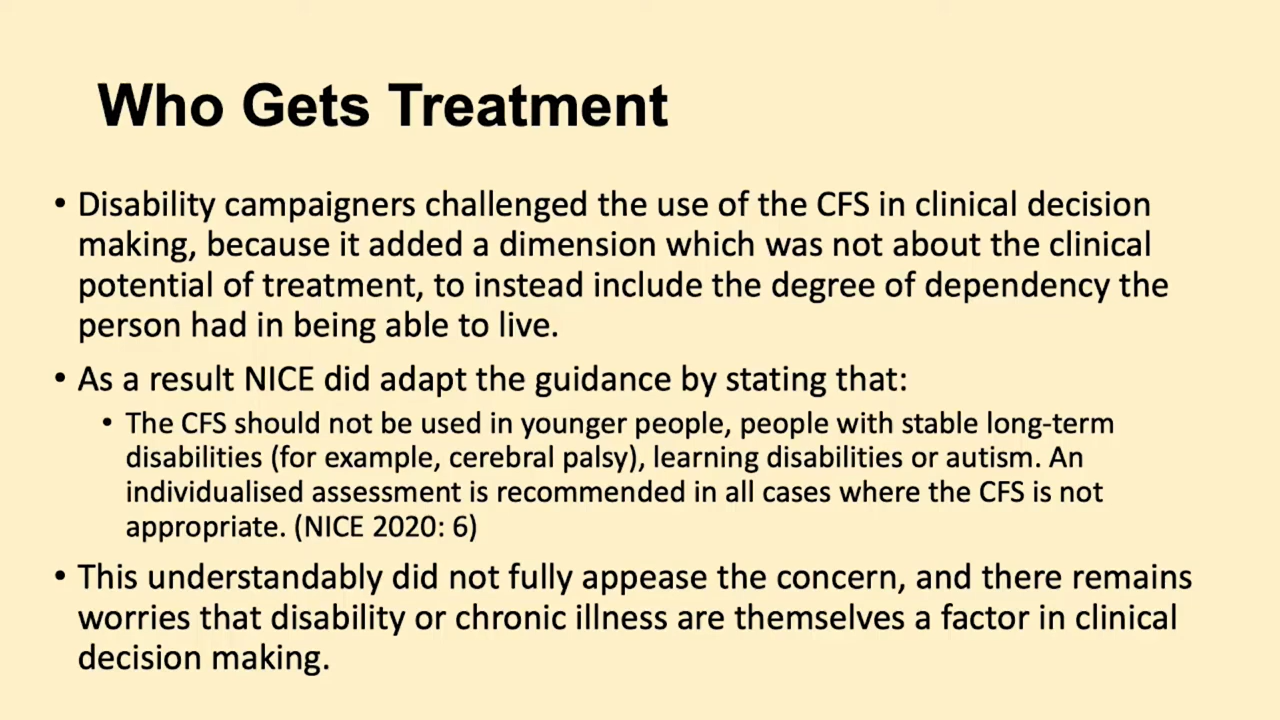 Who Gets Treatment
• Disability campaigners challenged the use of the CFS in clinical decision
making, because it added a dimension which was not about the clinical
potential of treatment, to instead include the degree of dependency the
person had in being able to live.
• As a result NICE did adapt the guidance by stating that:
• The CFS should not be used in younger people, people with stable long-term
disabilities (for example, cerebral palsy), learning disabilities or autism. An
individualised assessment is recommended in all cases where the CFS is not
appropriate. (NICE 2020: 6)
• This understandably did not fully appease the concern, and there remains
worries that disability or chronic illness are themselves a factor in clinical
decision making.